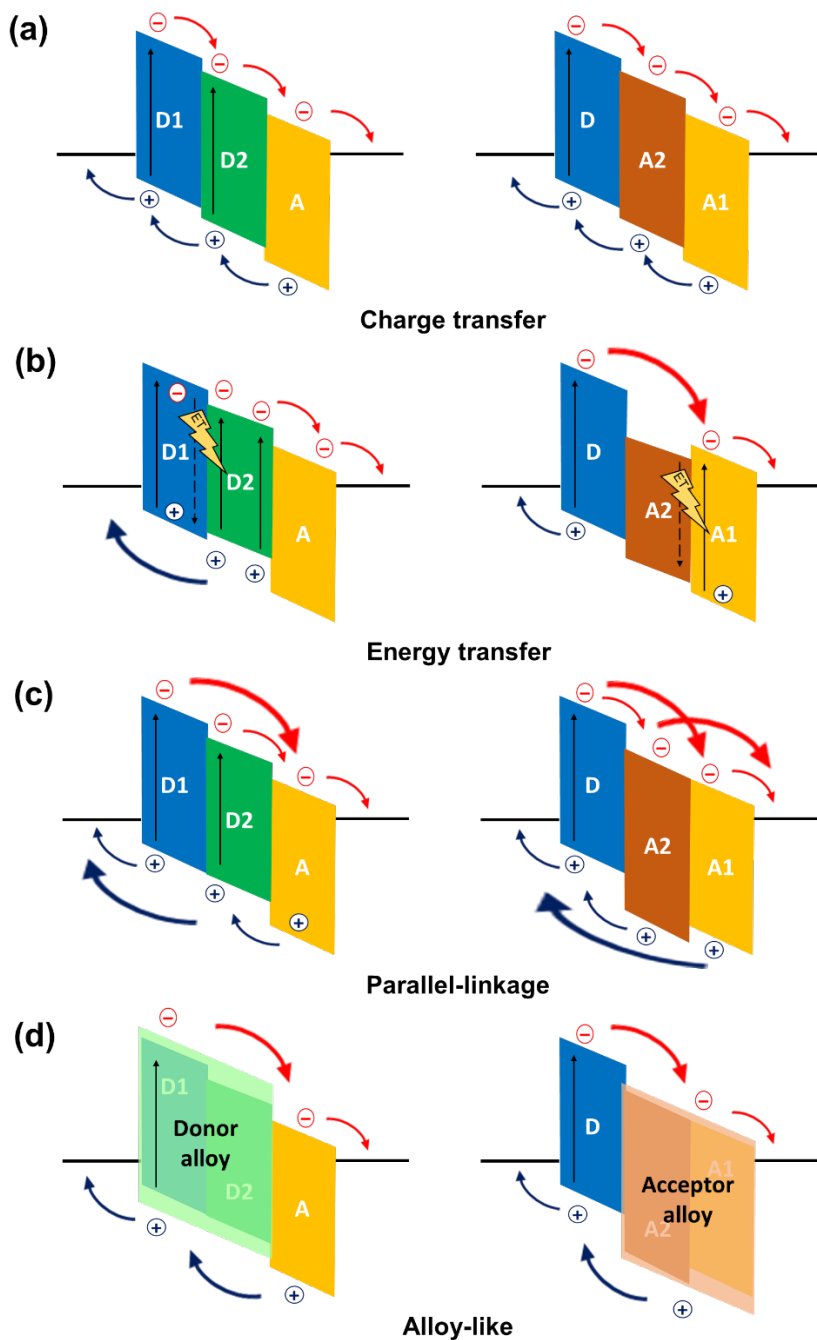 (a)
D1
D2
A
D
A2
A1
Charge transfer
(b)
ET
D1
D2
A
D
A2
ET
A1
Energy transfer
(c)
D1
D2
A
D
A2
A1
Parallel-linkage
(d)
D1
Donor
alloy
D2
A
D
A1
Acceptor
alloy
A2
Alloy-like